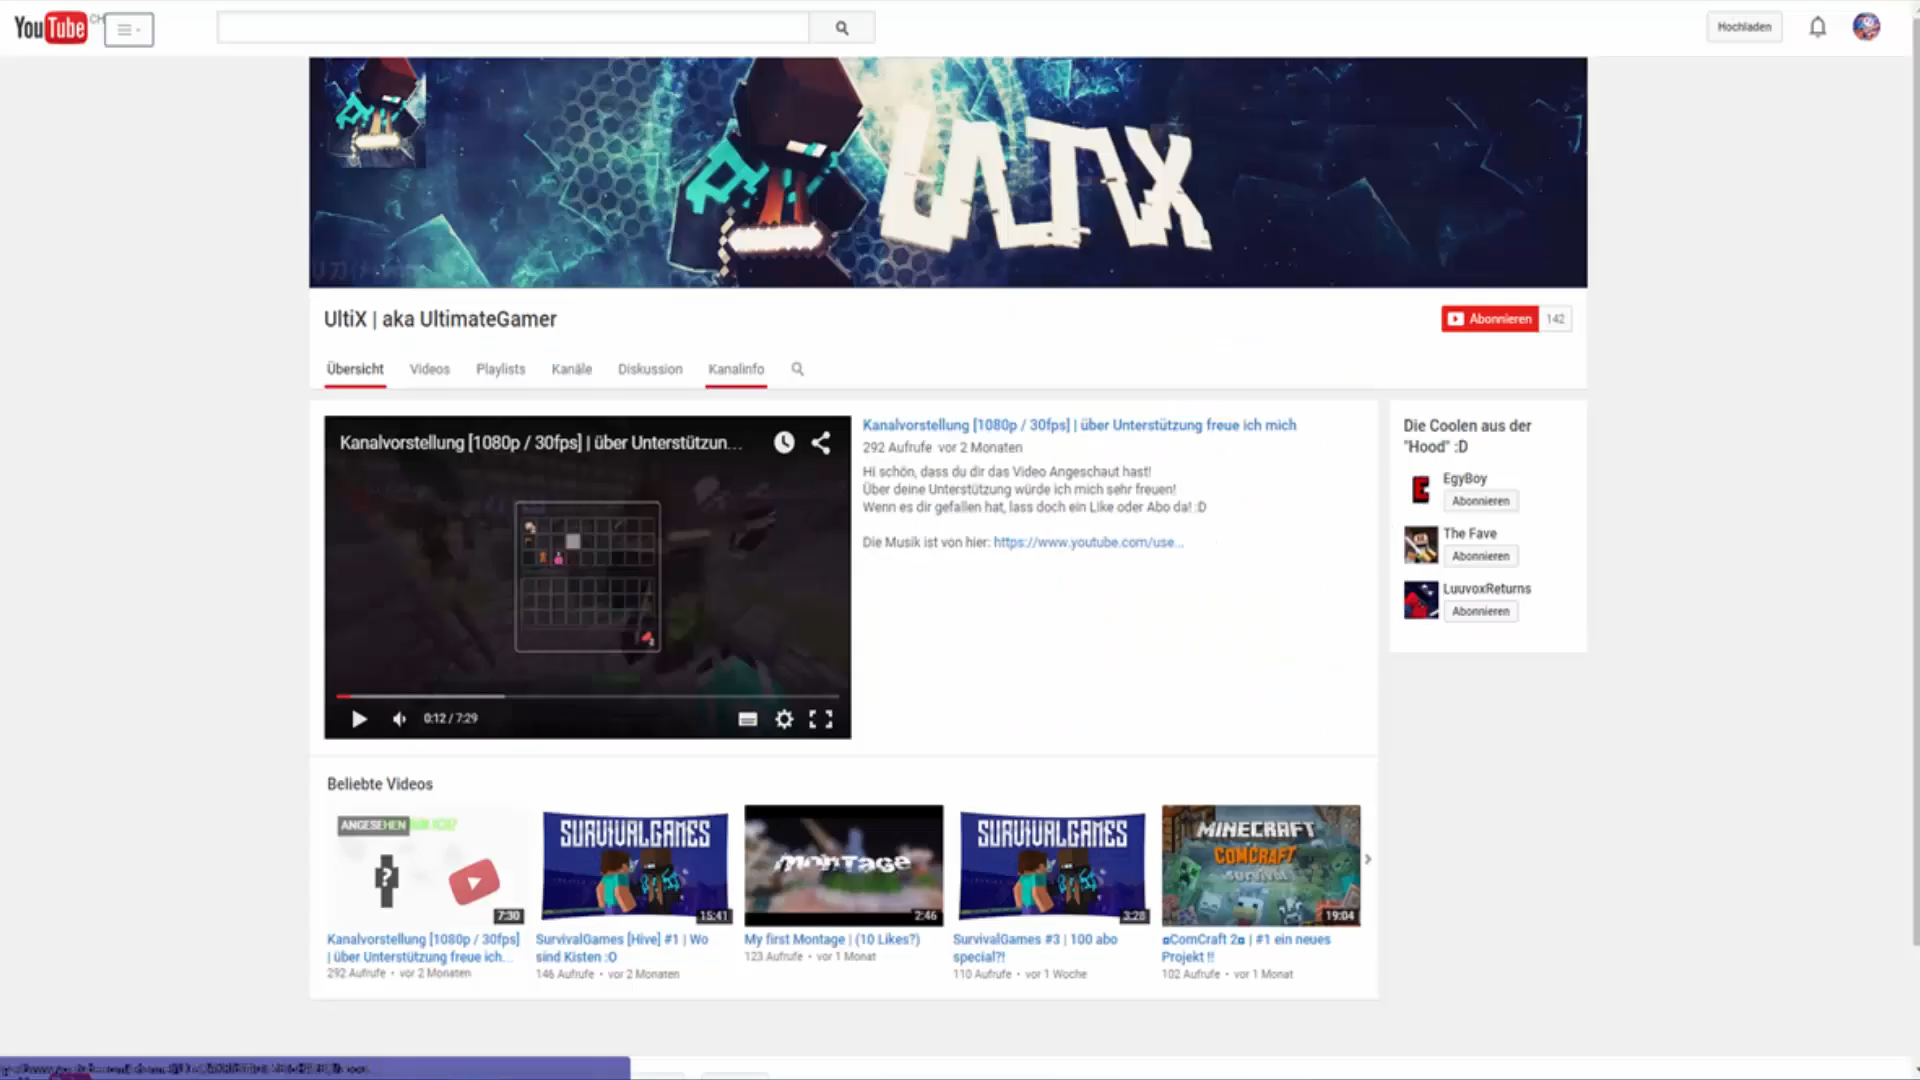 YouTube CH
Hochladen
ULTIX
UltiX | aka UltimateGamer
Abonnieren 142
Übersicht Videos Playlists Kanäle Diskussion Kanalinfo
Kanalvorstellung [1080p / 30fps] | über Unterstützun...
0:12 / 7:29
Kanalvorstellung [1080p / 30fps] | über Unterstützung freue ich mich
292 Aufrufe vor 2 Monaten
Hi schön, dass du dir das Video Angeschaut hast!
Über deine Unterstützung würde ich mich sehr freuen!
Wenn es dir gefallen hat, lass doch ein Like oder Abo da! :D
Die Musik ist von hier: https://www.youtube.com/use...
Die Coolen aus der
"Hood" :D
EgyBoy
Abonnieren
The Fave
Abonnieren
LuuvoxReturns
Abonnieren
Beliebte Videos
ANGESEHEN
7:30
Kanalvorstellung [1080p / 30fps]
| über Unterstützung freue ich...
292 Aufrufe • vor 2 Monaten
SURVIVALGAMES
15:41
SurvivalGames [Hive] #1 | Wo
sind Kisten :O
146 Aufrufe • vor 2 Monaten
MONTAGE
2:46
My first Montage | (10 Likes?)
123 Aufrufe • vor 1 Monat
SURVIVALGAMES
3:28
SurvivalGames #3 | 100 abo
special?!
110 Aufrufe • vor 1 Woche
MINECRAFT
COMCRAFT
SURVIVAL
19:04
¤ComCraft 2¤ | #1 ein neues
Projekt !!
102 Aufrufe • vor 1 Monat